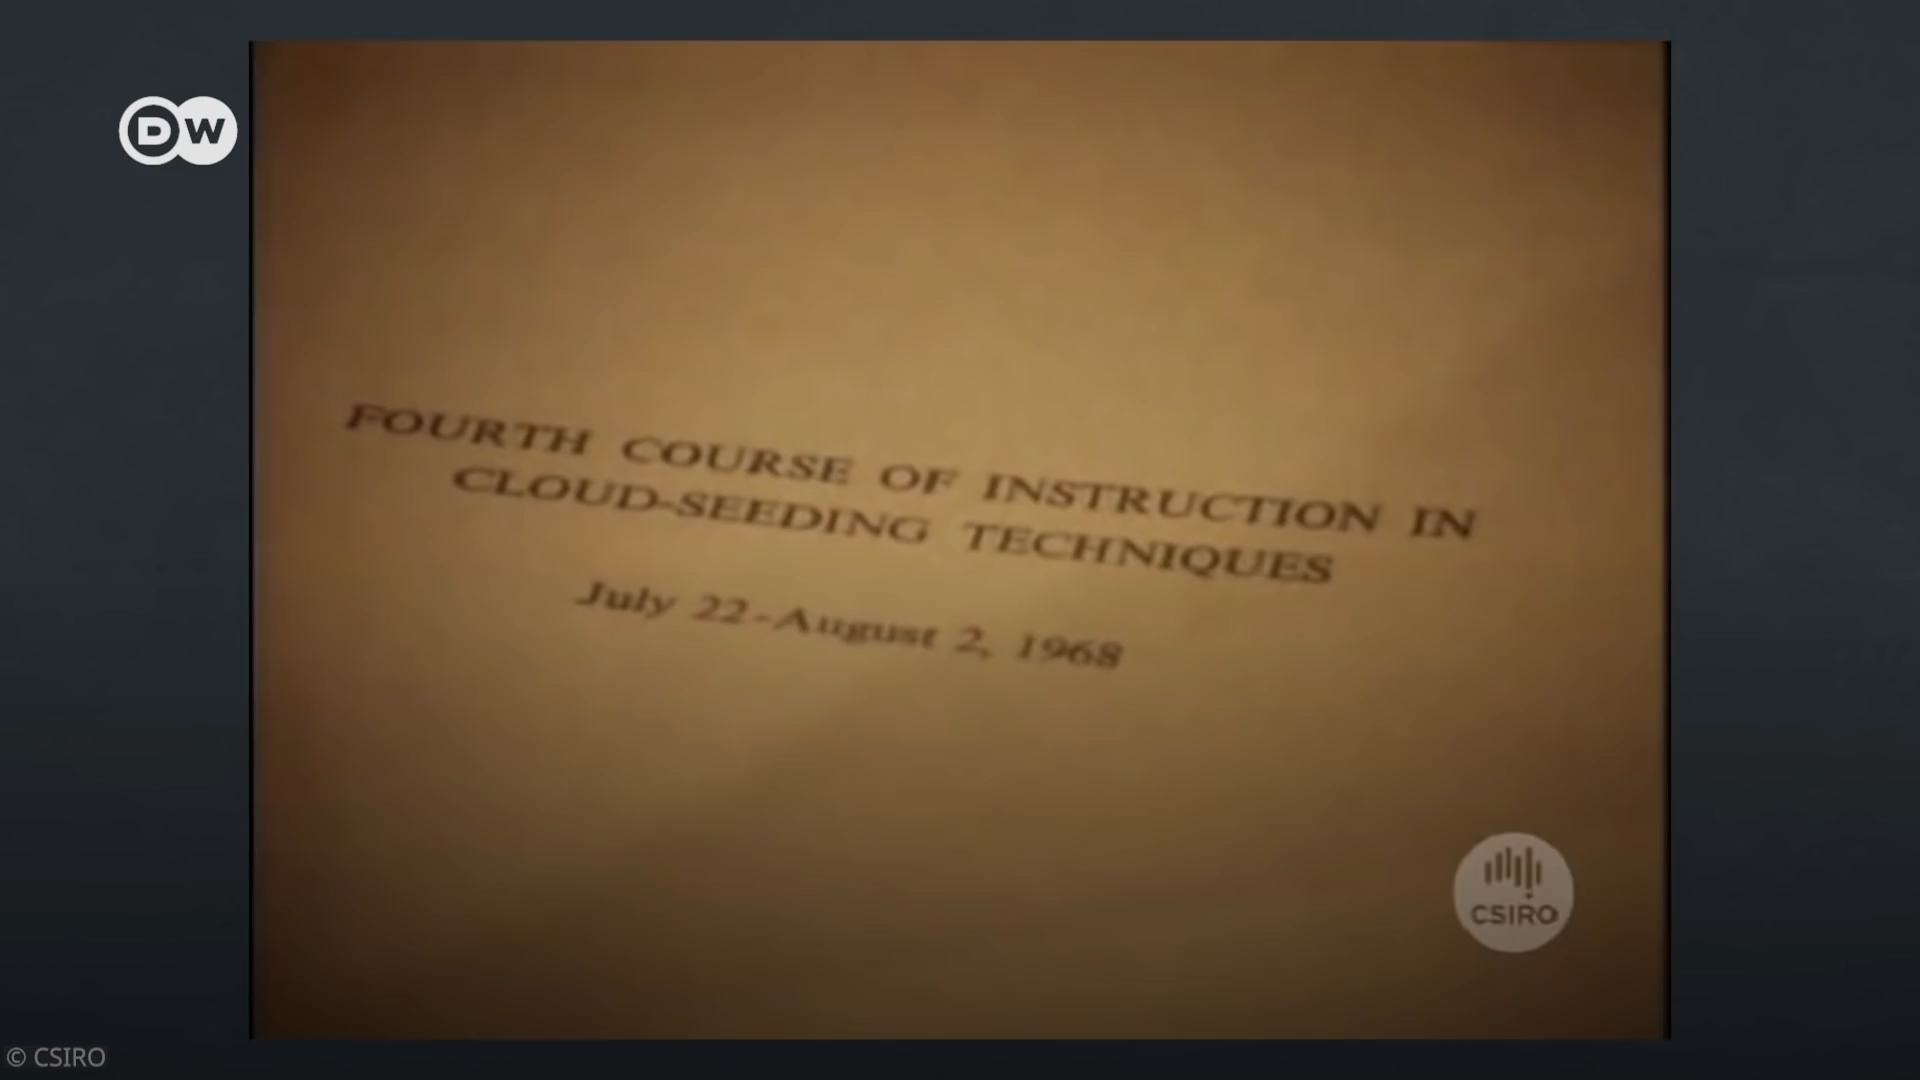 DW
FOURTH COURSE OF INSTRUCTION IN
CLOUD-SEEDING TECHNIQUES
July 22-August 2, 1968
CSIRO
© CSIRO